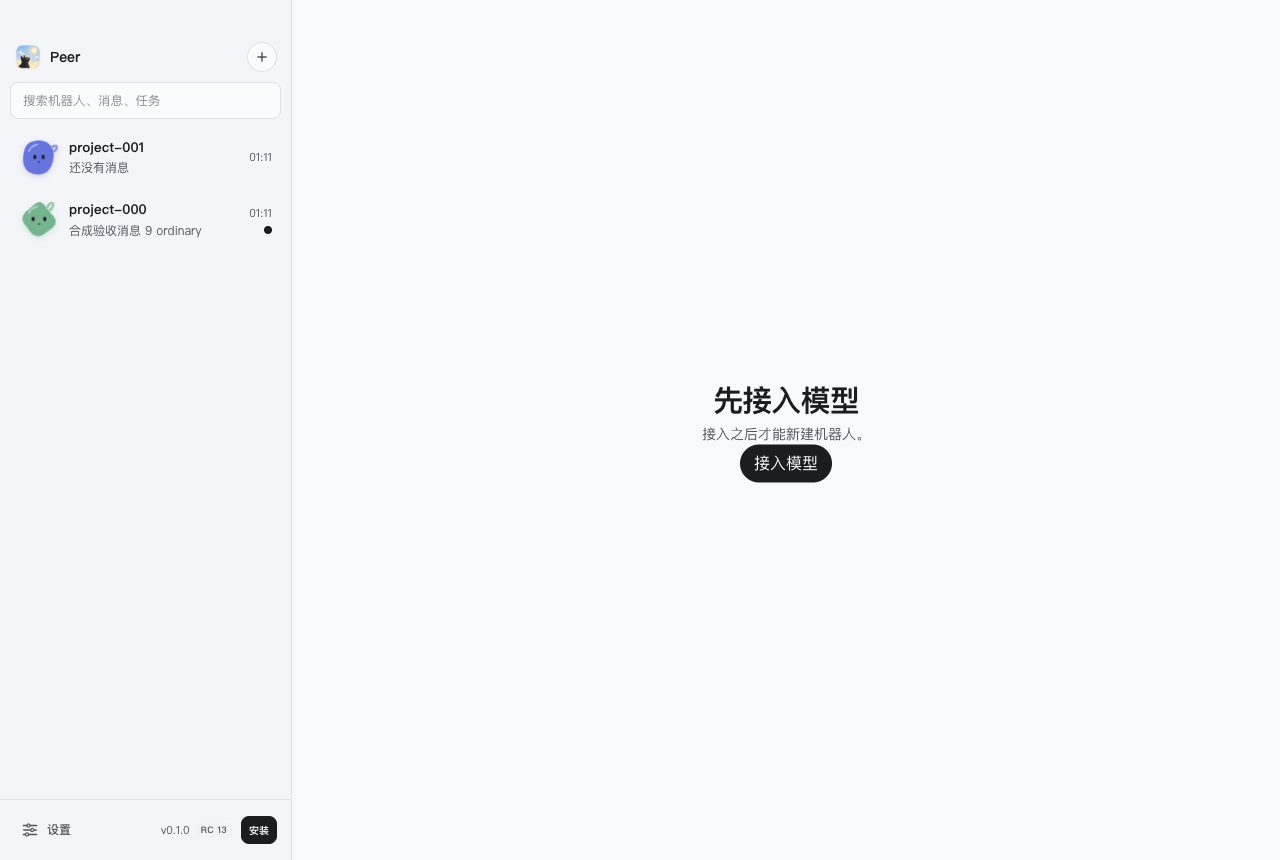 Peer
搜索机器人、消息、任务
project-001
01:11
还没有消息
project-000
01:11
合成验收消息 9 ordinary
先接入模型
接入之后才能新建机器人。
接入模型
设置
v0.1.0
RC 13
安装